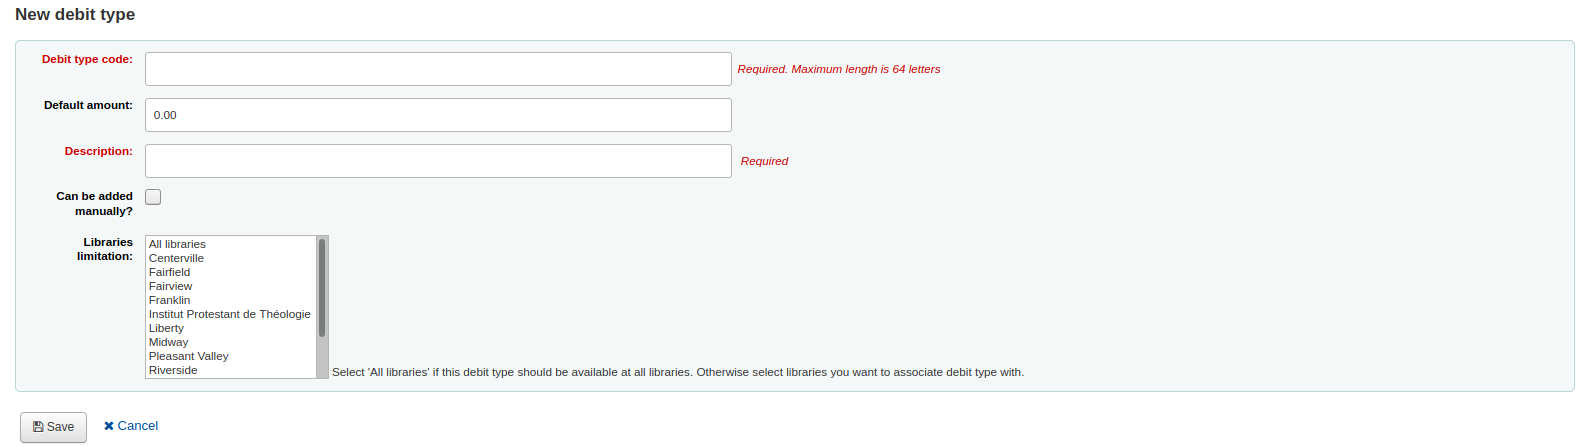 New debit type
Debit type code:
Required. Maximum length is 64 letters
Default amount:
0.00
Description:
Required
Can be added
manually?
Libraries
limitation:
All libraries
Centerville
Fairfield
Fairview
Franklin
Institut Protestant de Théologie
Liberty
Midway
Pleasant Valley
Riverside
Select 'All libraries' if this debit type should be available at all libraries. Otherwise select libraries you want to associate debit type with.
Save
Cancel